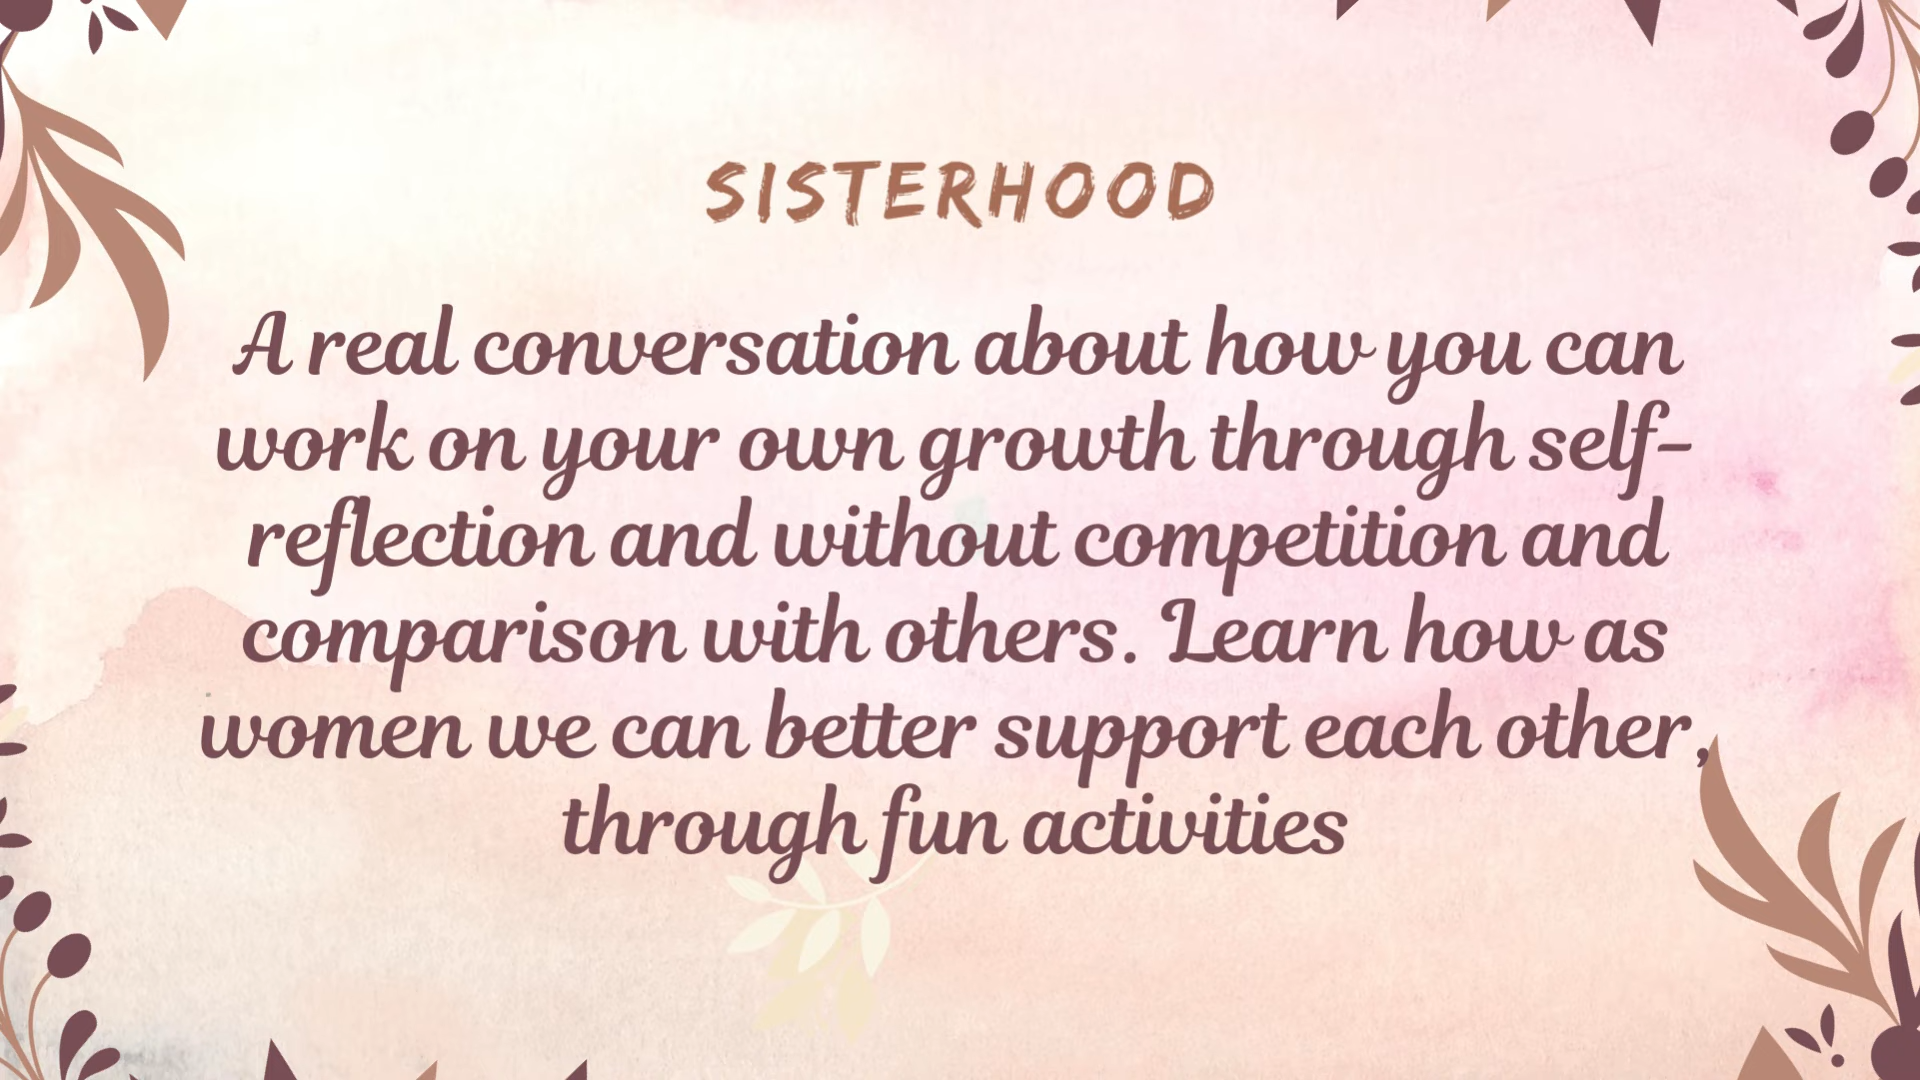 SISTERHOOD
A real conversation about how you can
work on your own growth through self-
reflection and without competition and
comparison with others. Learn how as
women we can better support each other,
through fun activities